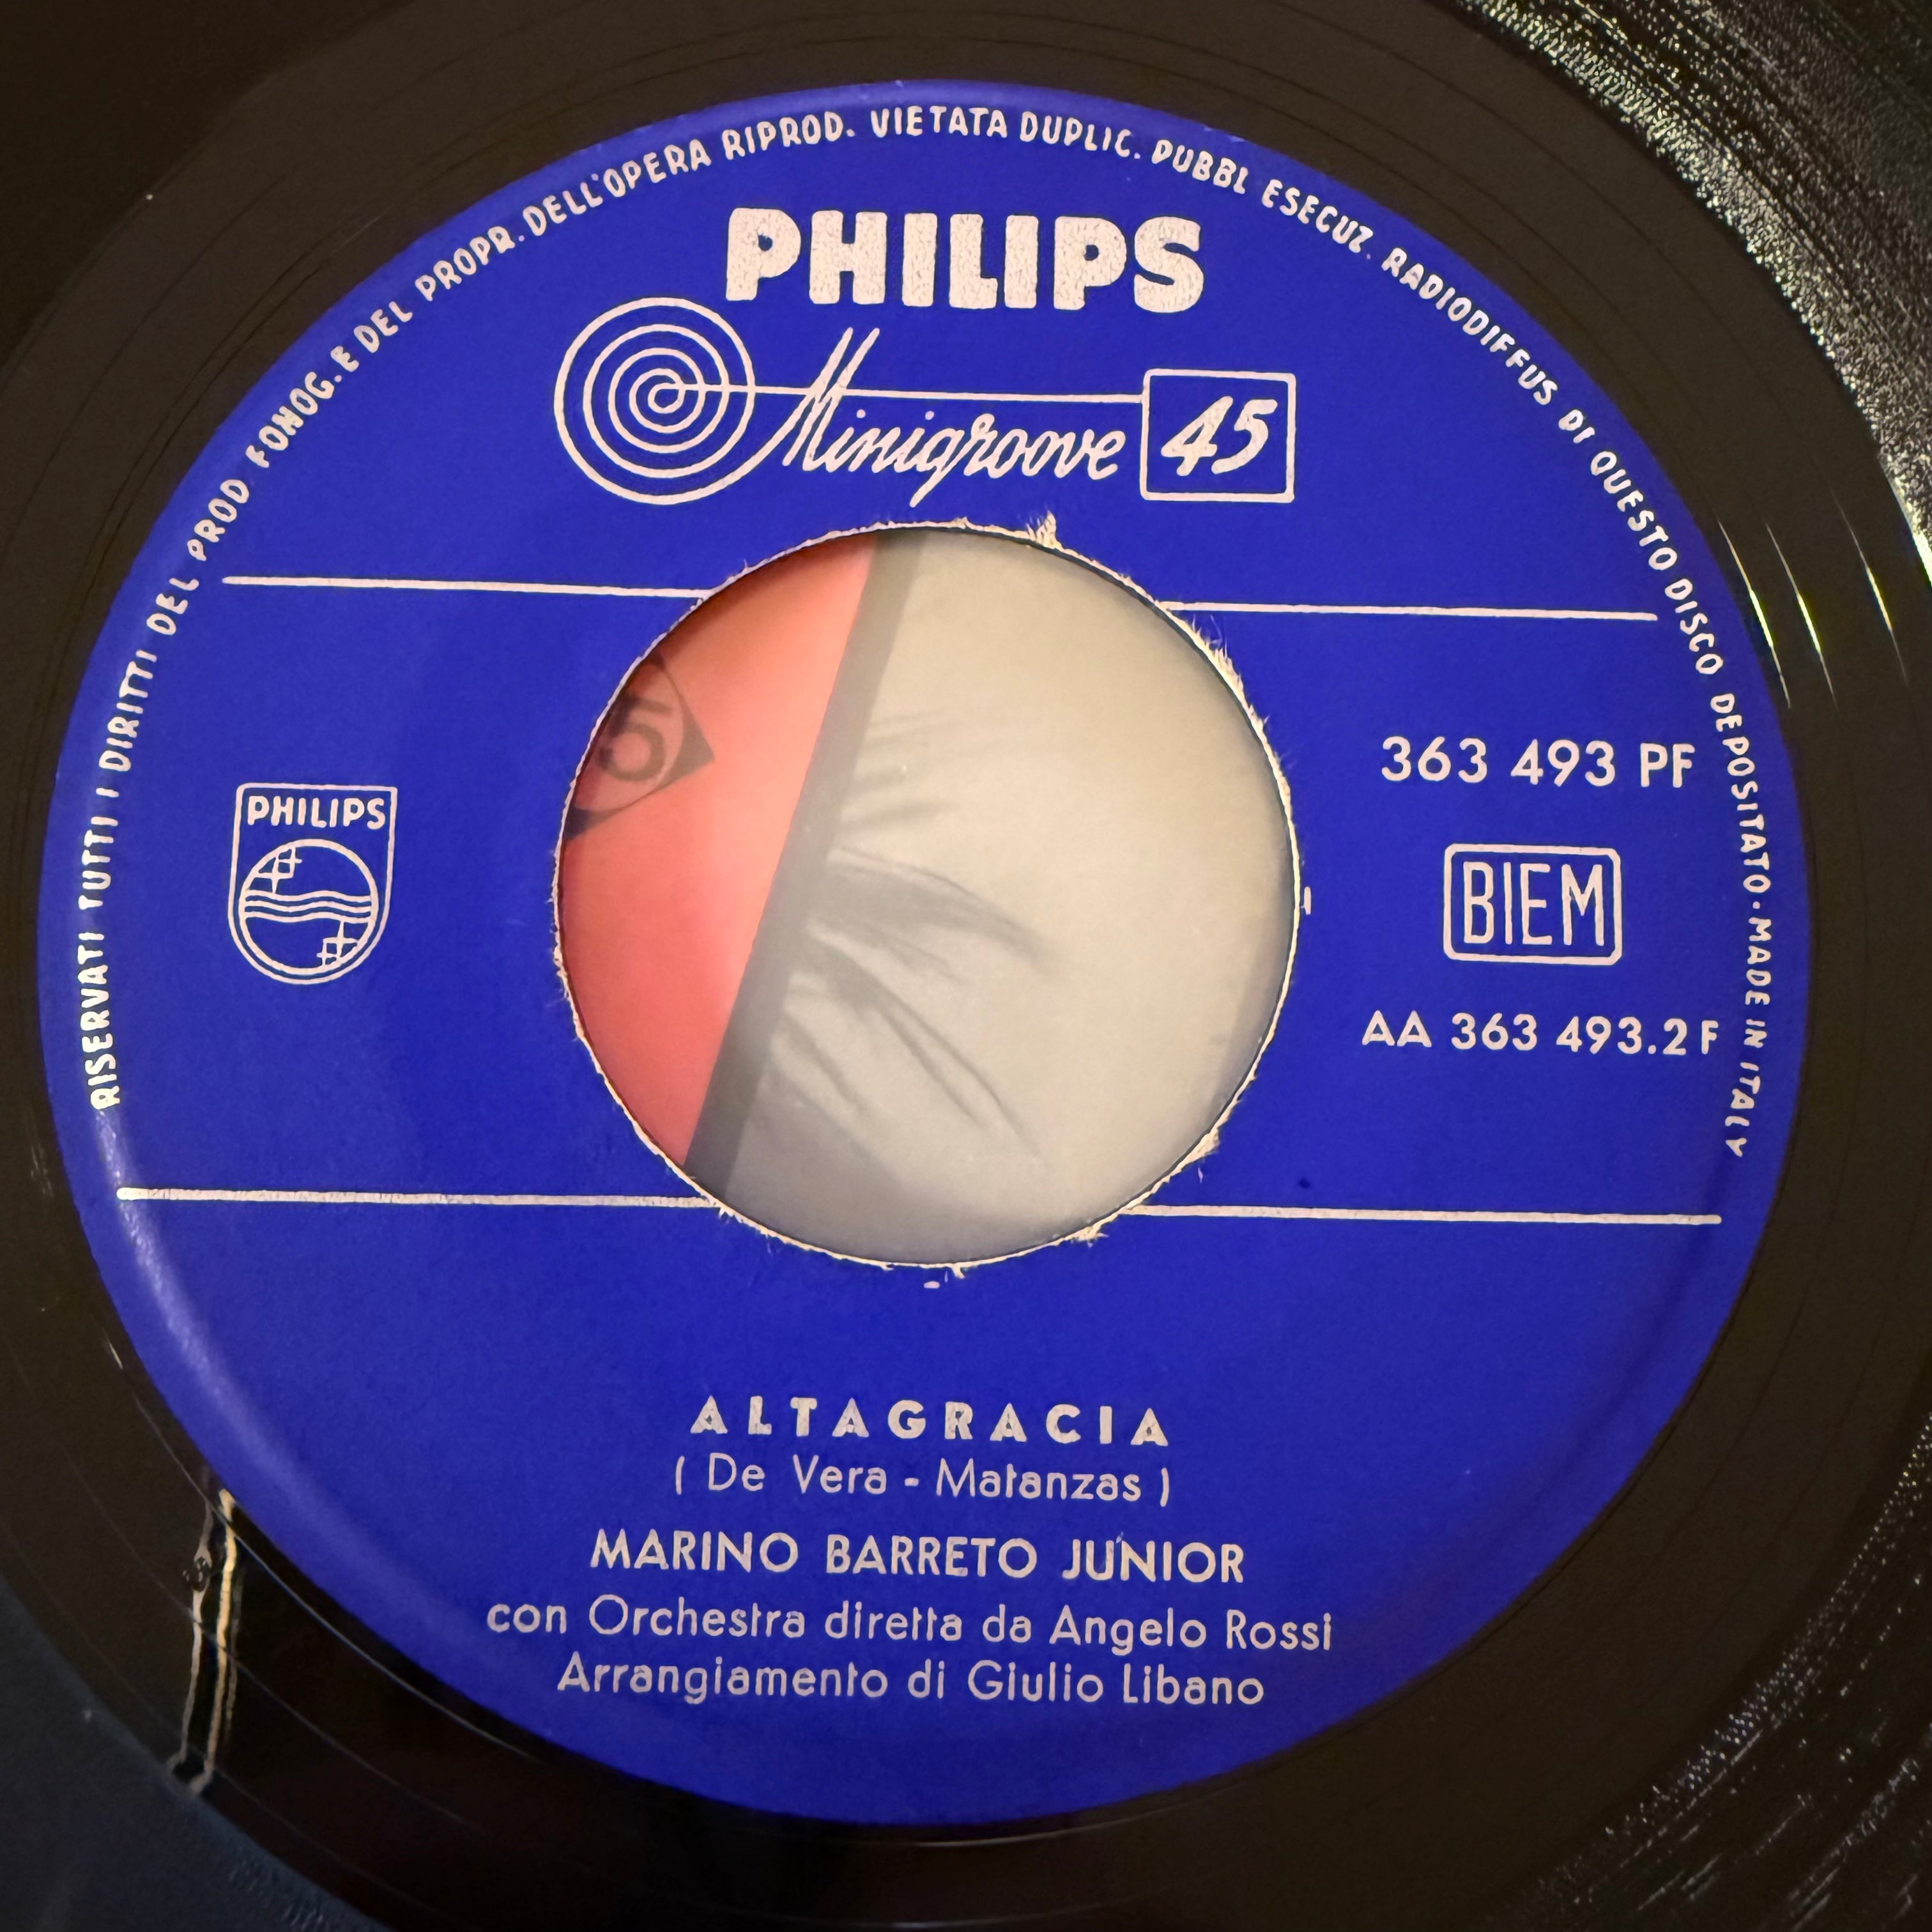 RISERVATI TUTTI I DIRITTI DEL PROD FONOG. E DEL PROPR. DELL'OPERA RIPROD. VIETATA DUPLIC. PUBBL ESECUZ. RADIODIFFUS DI QUESTO DISCO DEPOSITATO · MADE IN ITALY
PHILIPS
Minigroove 45
5
363 493 PF
PHILIPS
BIEM
AA 363 493.2 F
ALTAGRACIA
( De Vera - Matanzas )
MARINO BARRETO JUNIOR
con Orchestra diretta da Angelo Rossi
Arrangiamento di Giulio Libano